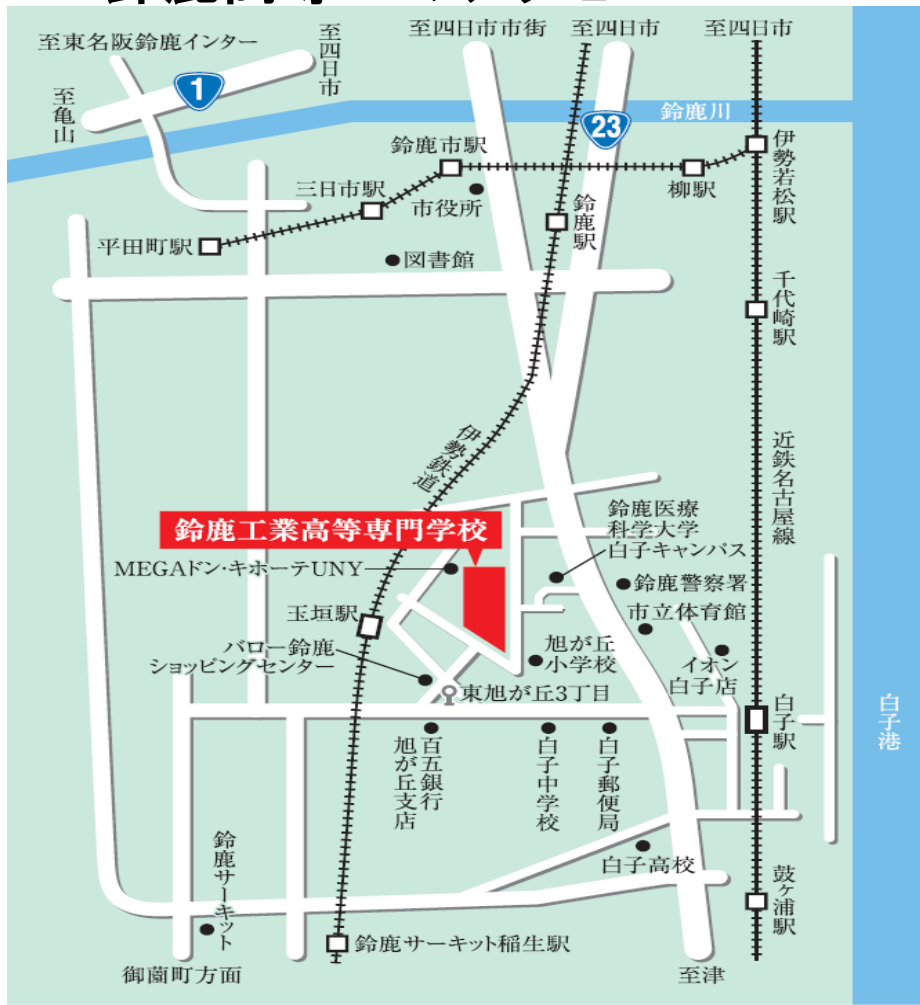 至東名阪鈴鹿インター
至四日市
至四日市市街
至四日市
至四日市
至亀山
1
鈴鹿川
23
鈴鹿市駅
市役所
三日市駅
平田町駅
柳駅
伊勢若松駅
鈴鹿駅
図書館
千代崎駅
伊勢鉄道
近鉄名古屋線
鈴鹿工業高等専門学校
鈴鹿医療
科学大学
白子キャンバス
MEGAドン・キホーテUNY
鈴鹿警察署
玉垣駅
市立体育館
バロー鈴鹿
ショッピングセンター
旭が丘
小学校
イオン
白子店
東旭が丘3丁目
白子駅
白子港
百五銀行
旭が丘支店
白子中学校
白子郵便局
白子高校
鈴鹿サーキット
鼓ヶ浦駅
鈴鹿サーキット稲生駅
御薗町方面
至津